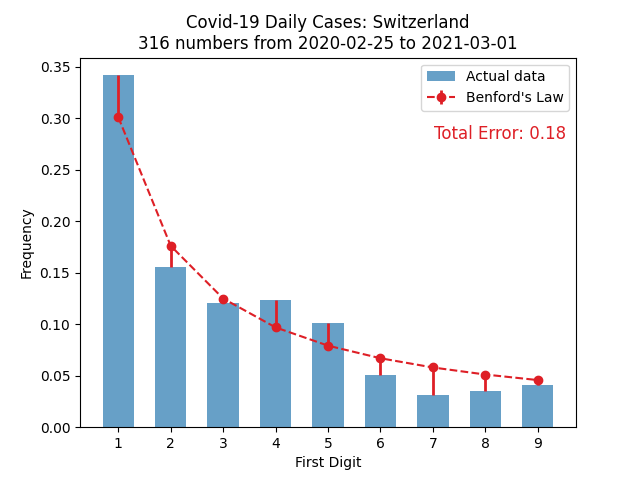 Covid-19 Daily Cases: Switzerland
316 numbers from 2020-02-25 to 2021-03-01
Actual data
Benford's Law
Total Error: 0.18
Frequency
0.35
0.30
0.25
0.20
0.15
0.10
0.05
0.00
1 2 3 4 5 6 7 8 9
First Digit